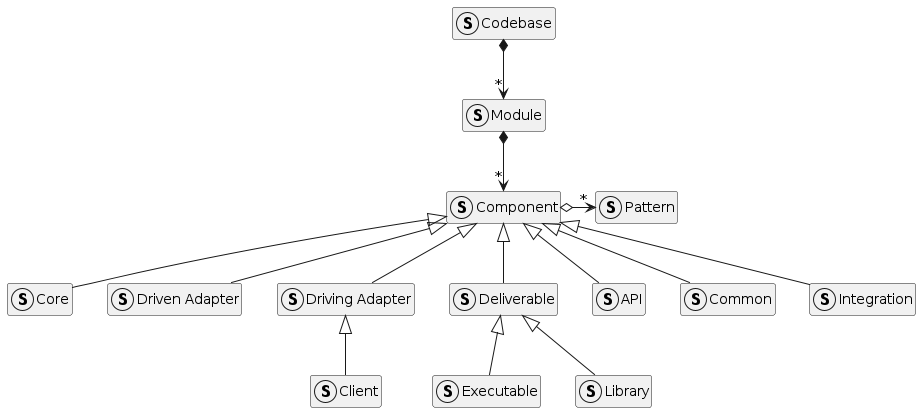 S Codebase
*
S Module
*
S Component
*
S Pattern
S Core
S Driven Adapter
S Driving Adapter
S Deliverable
S API
S Common
S Integration
S Client
S Executable
S Library